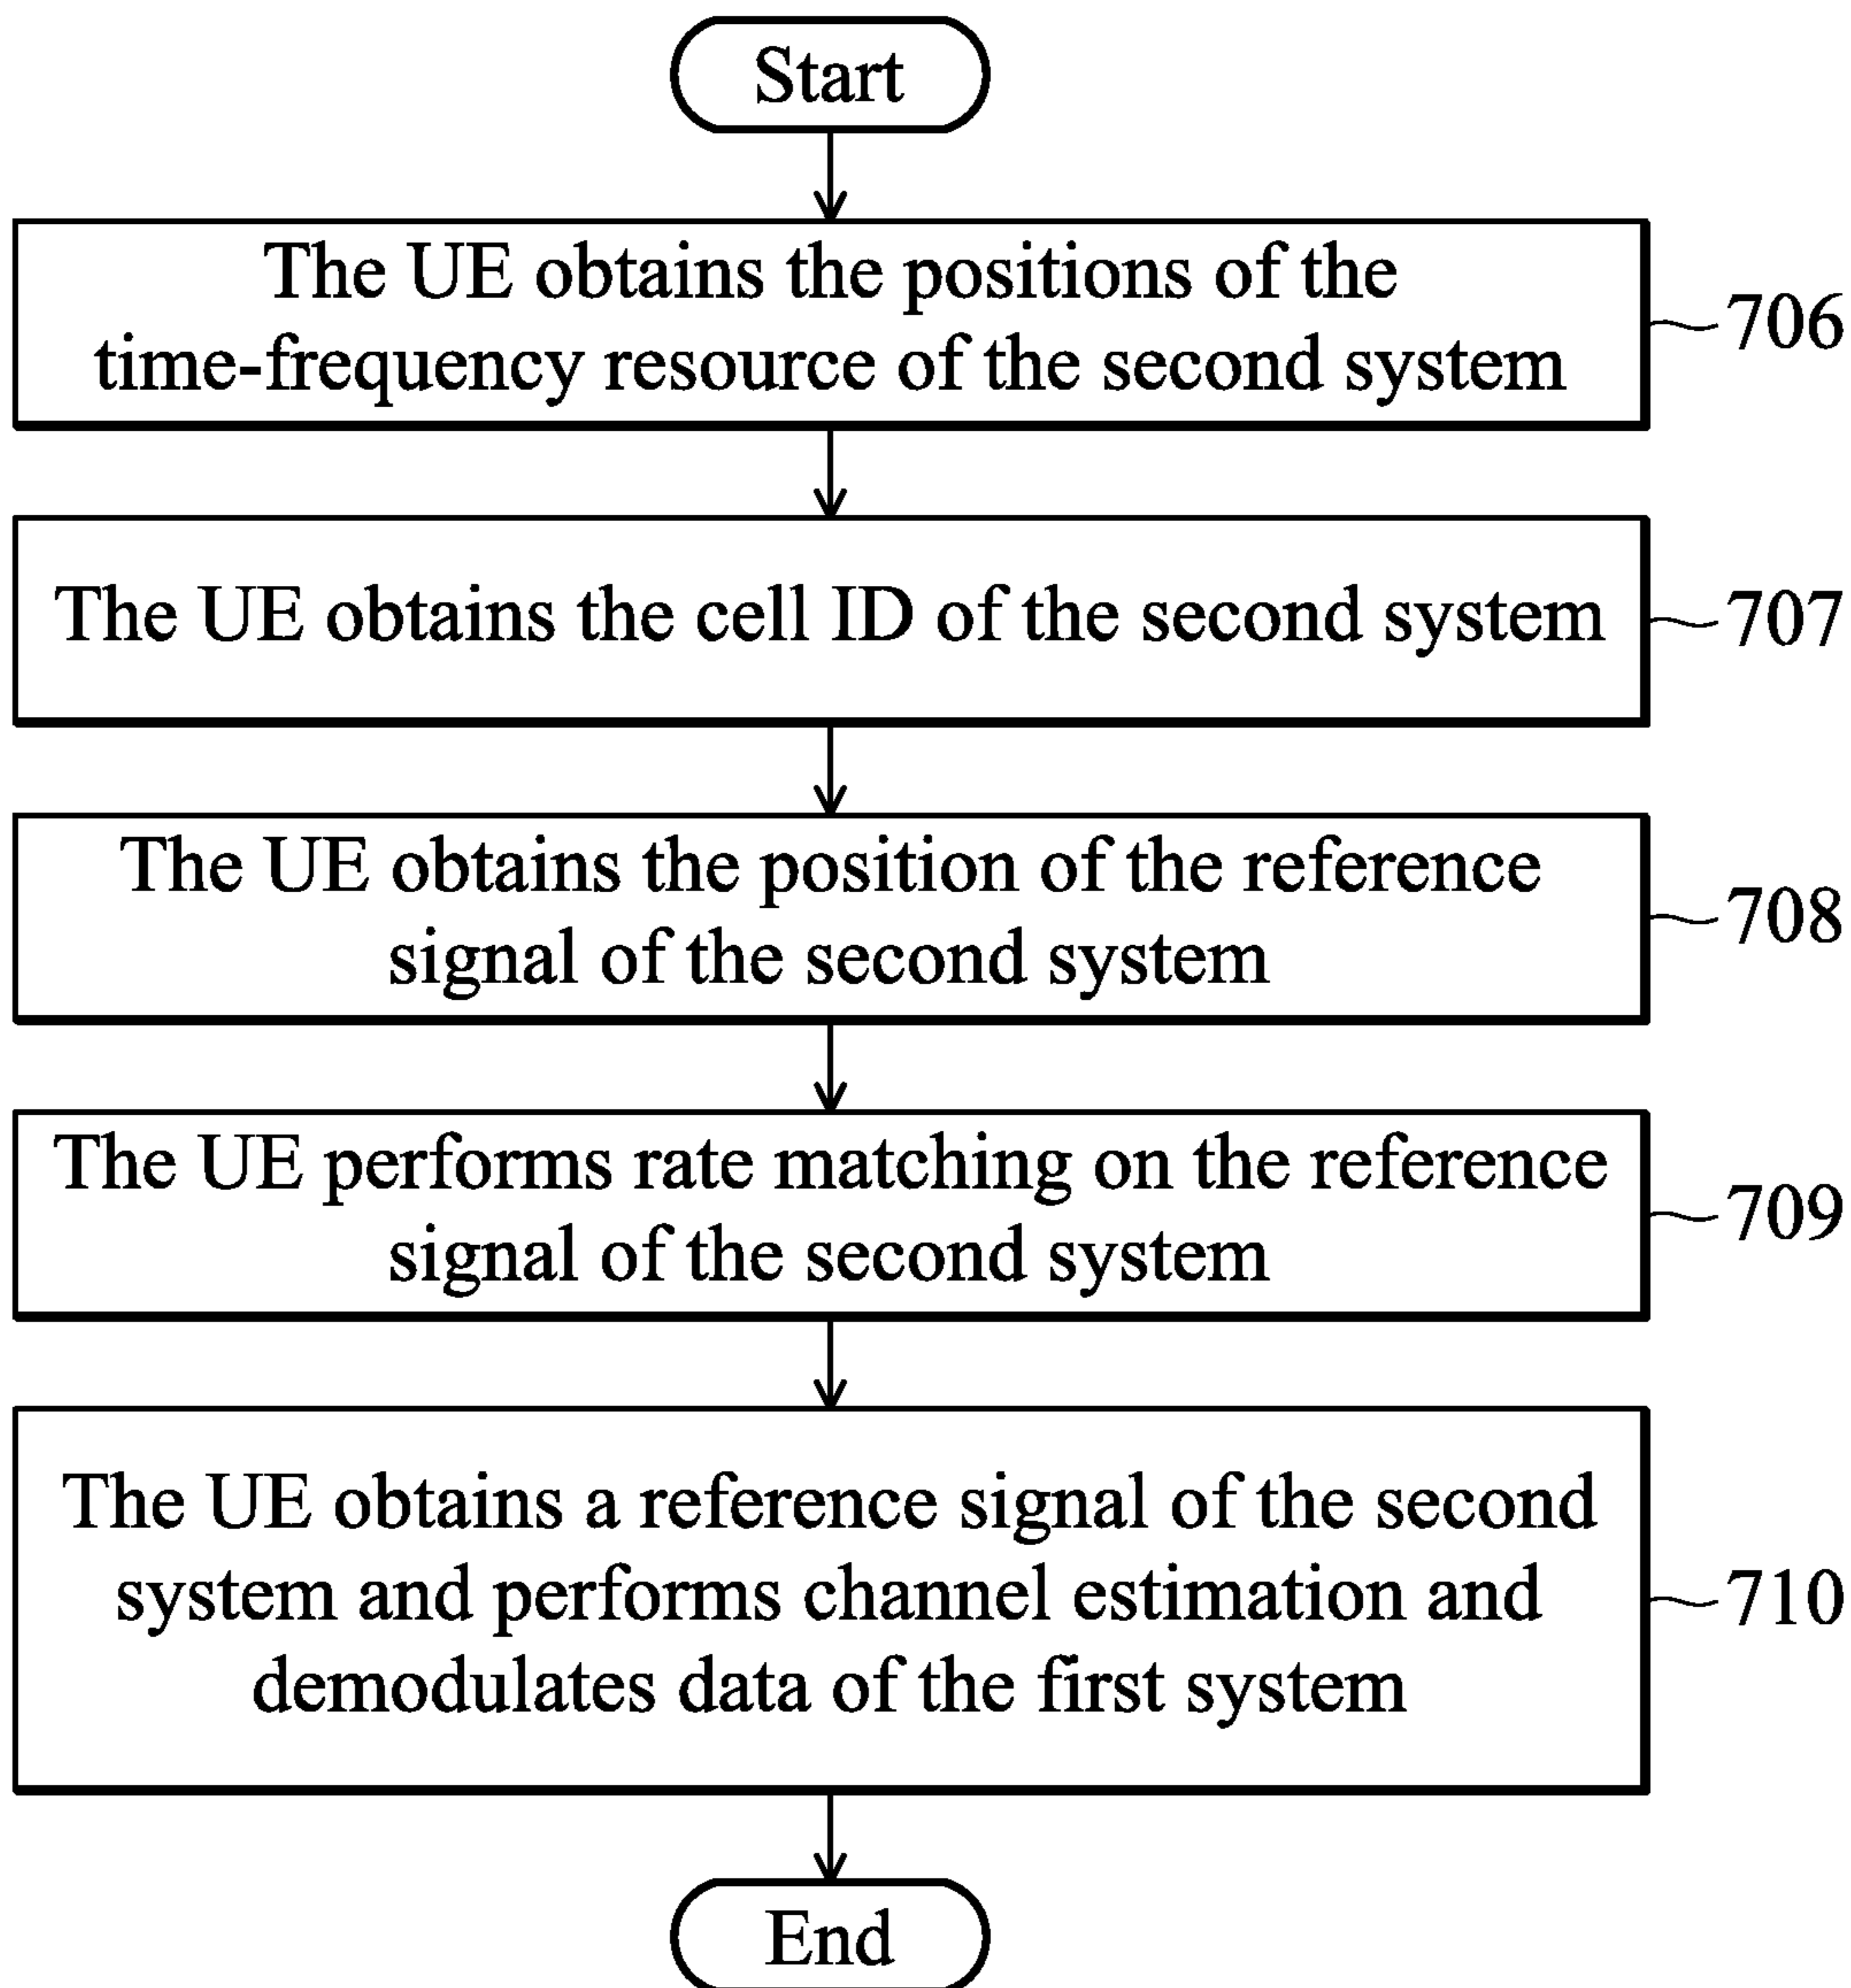 Start
The UE obtains the positions of the
time-frequency resource of the second system
706
The UE obtains the cell ID of the second system
707
The UE obtains the position of the reference
signal of the second system
708
The UE performs rate matching on the reference
signal of the second system
709
The UE obtains a reference signal of the second
system and performs channel estimation and
demodulates data of the first system
710
End